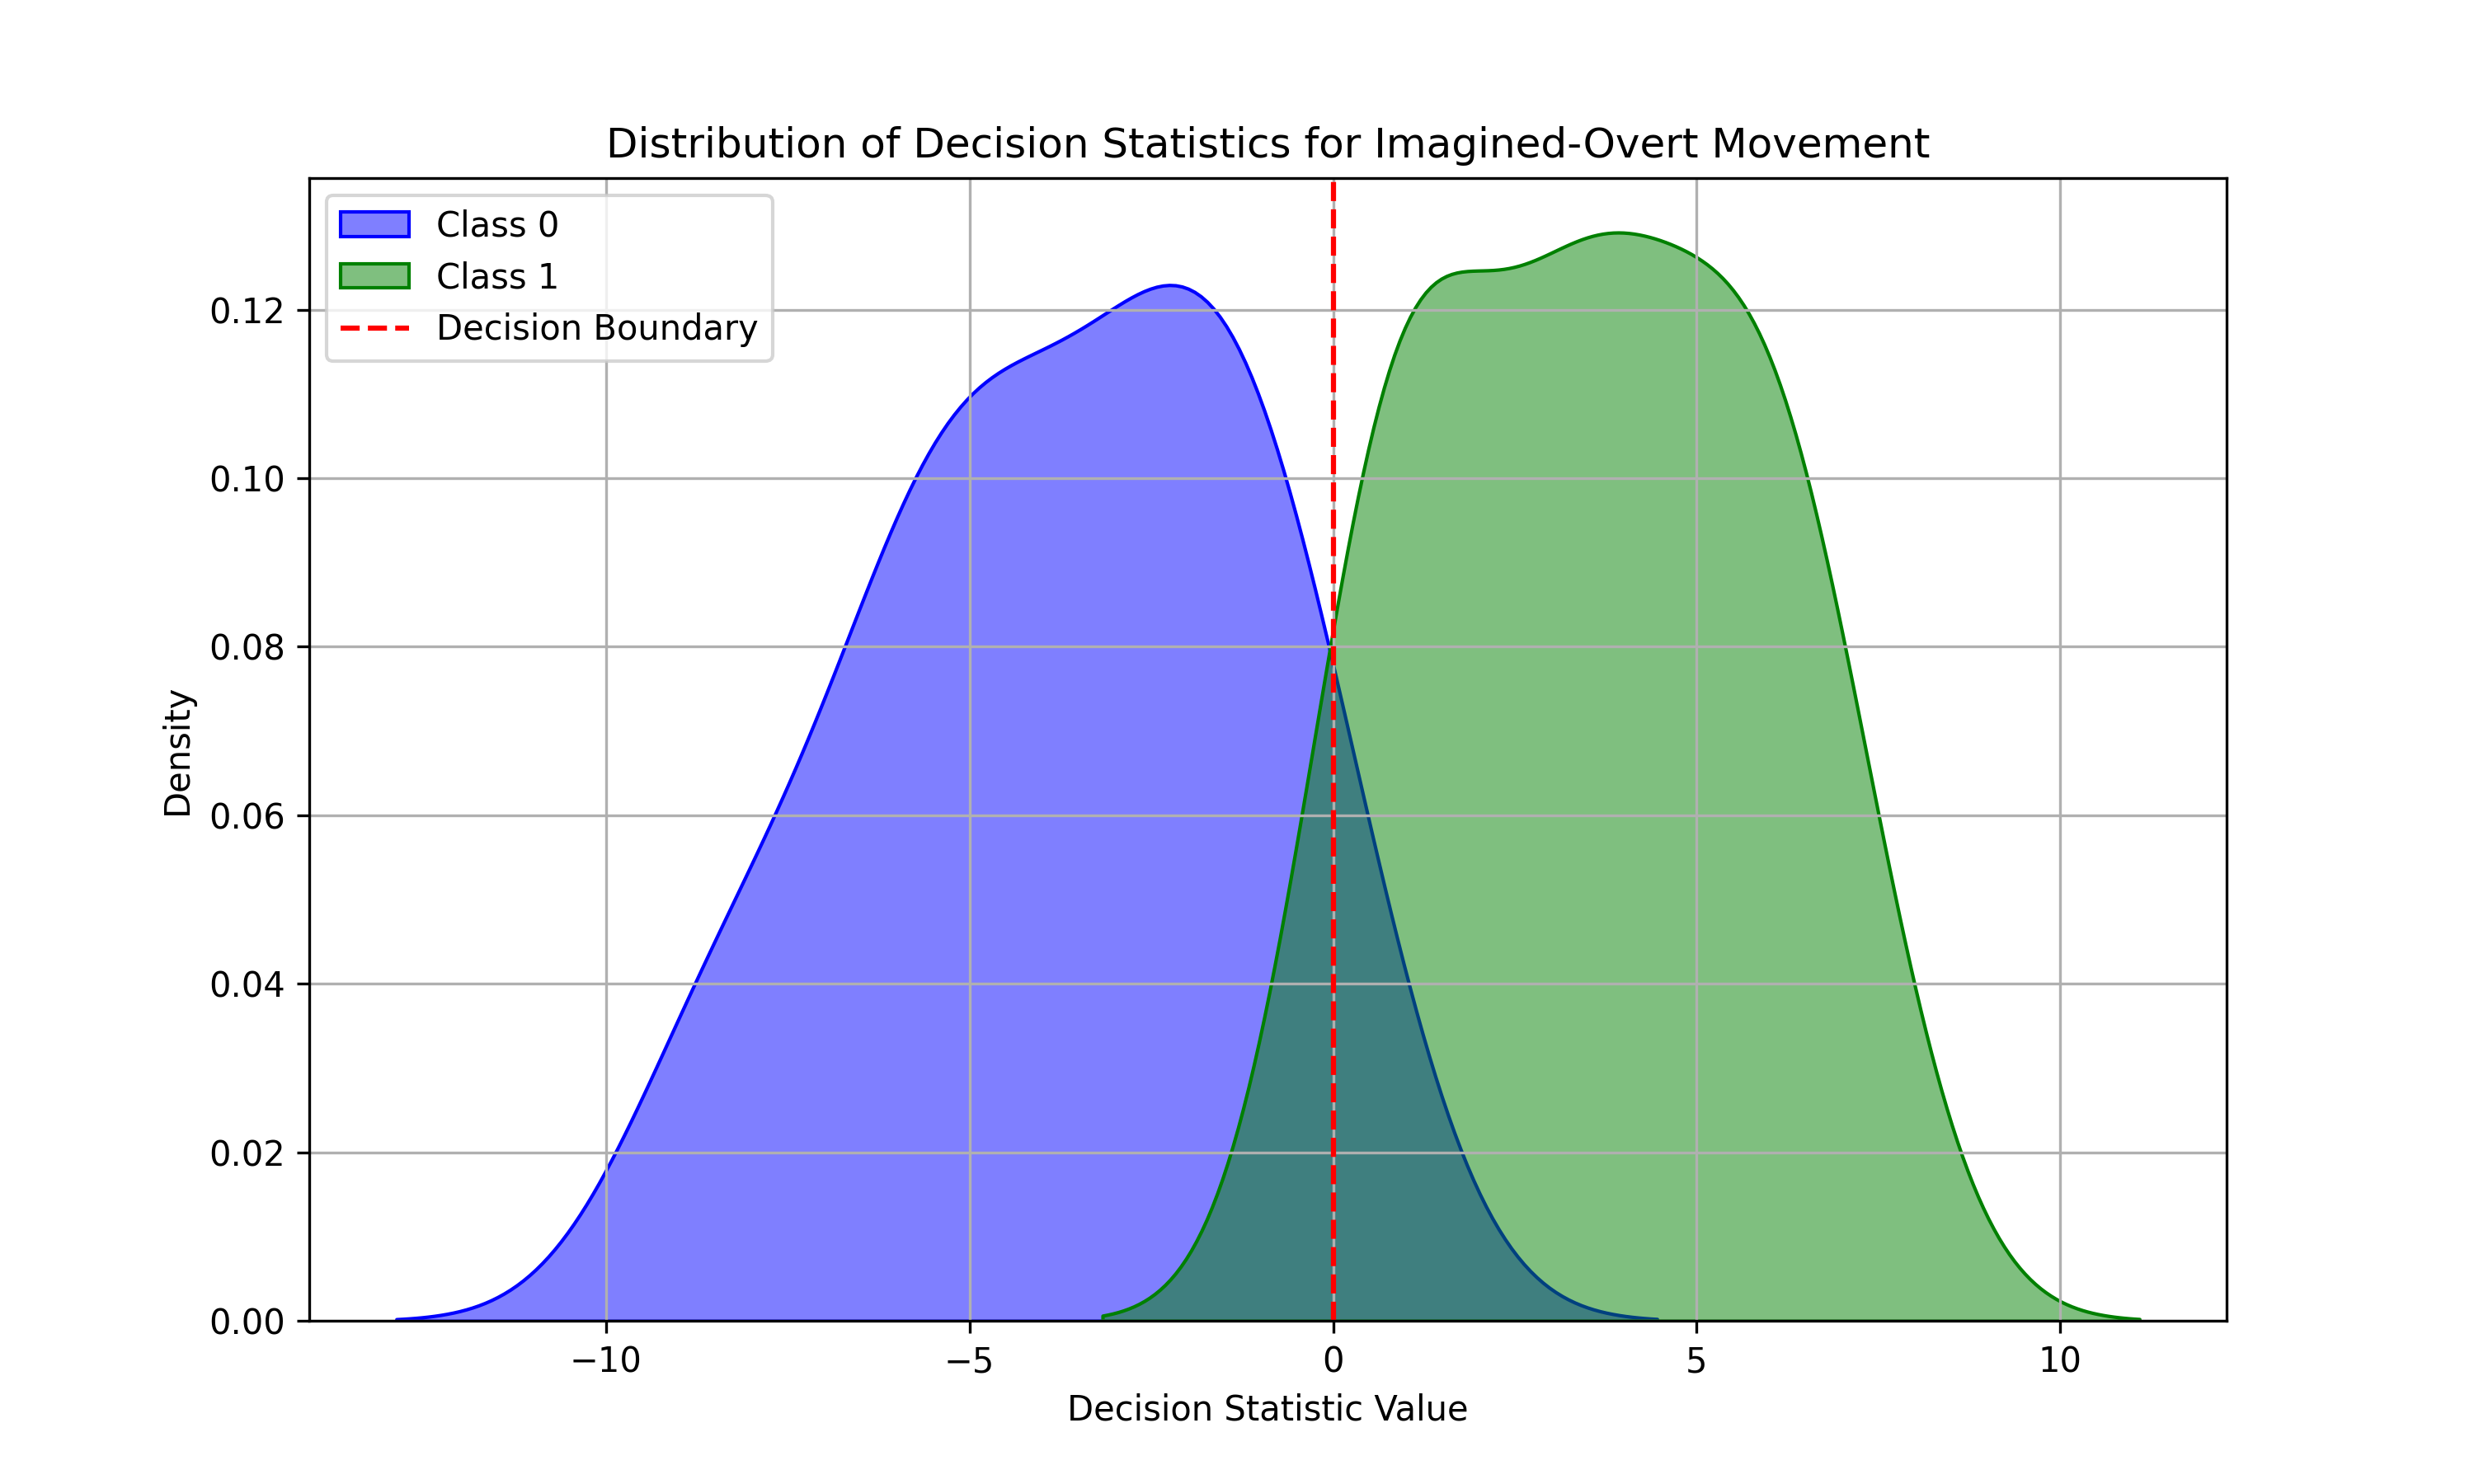 Distribution of Decision Statistics for Imagined-Overt Movement
Class 0
Class 1
Decision Boundary
0.12
0.10
0.08
0.06
0.04
0.02
0.00
Density
−10
−5
0
5
10
Decision Statistic Value